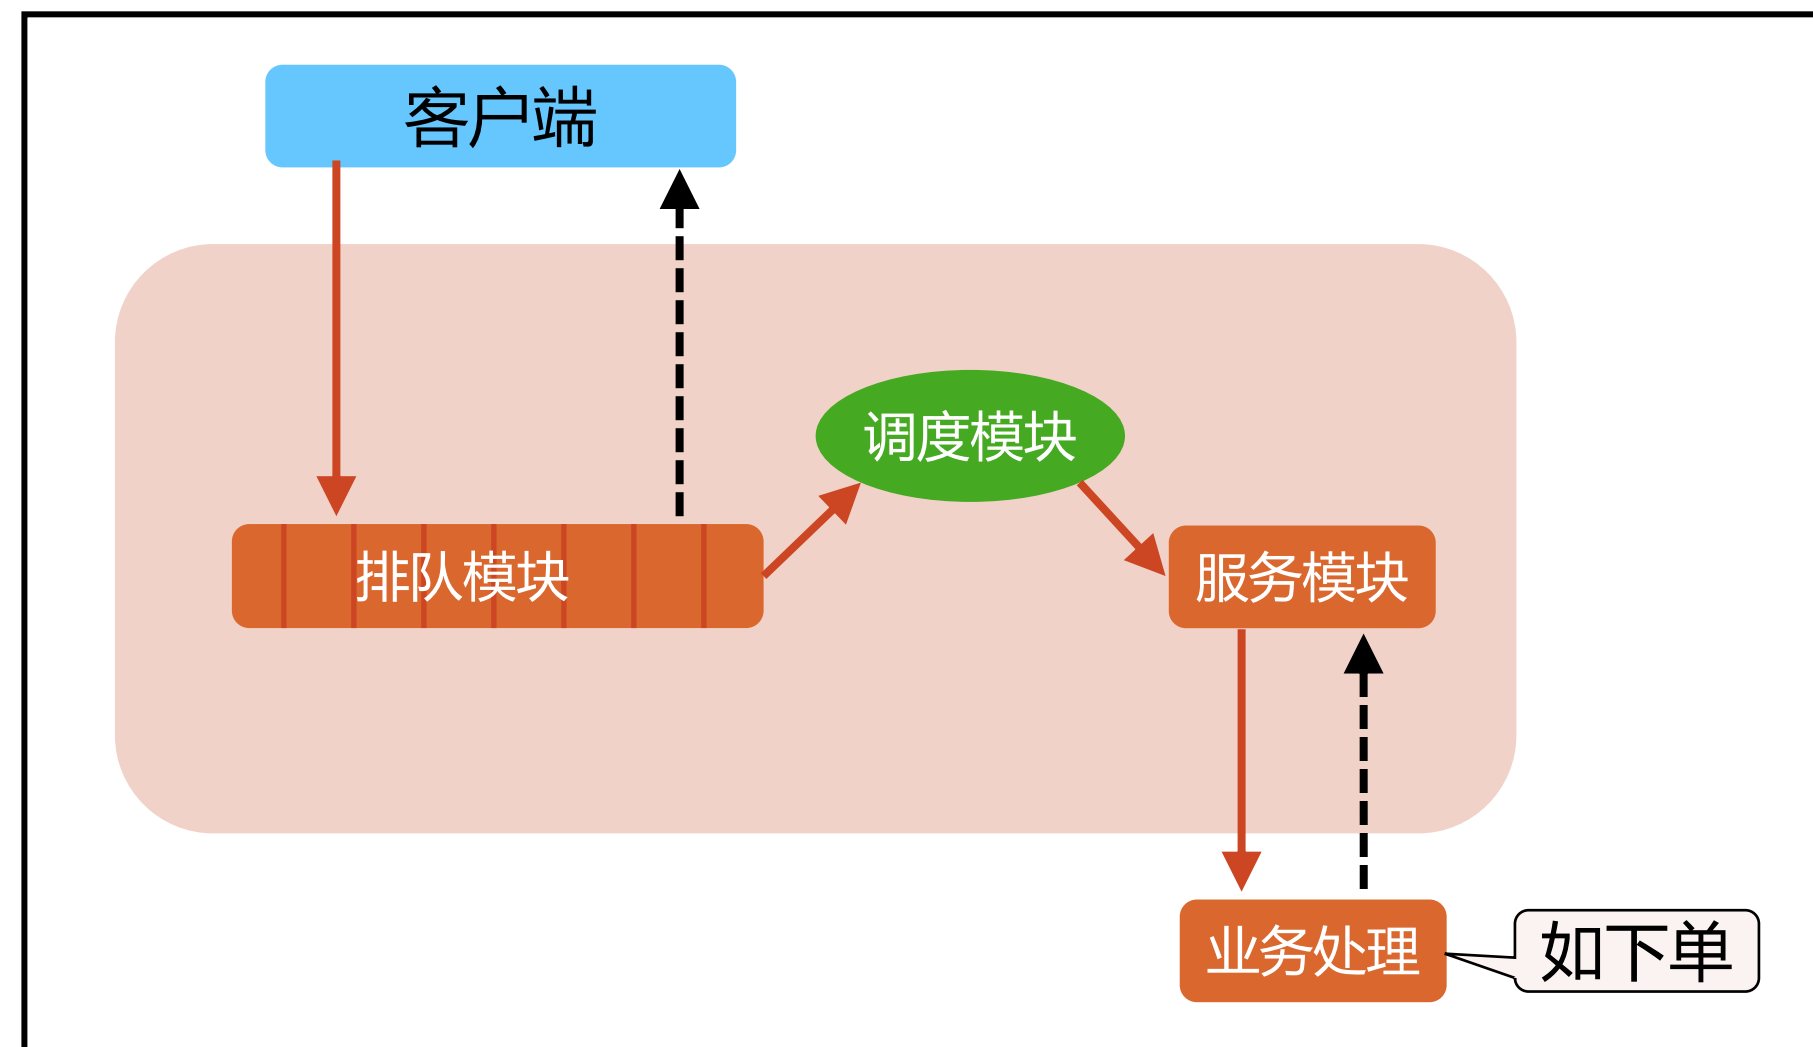 客户端
调度模块
排队模块
服务模块
业务处理
如下单